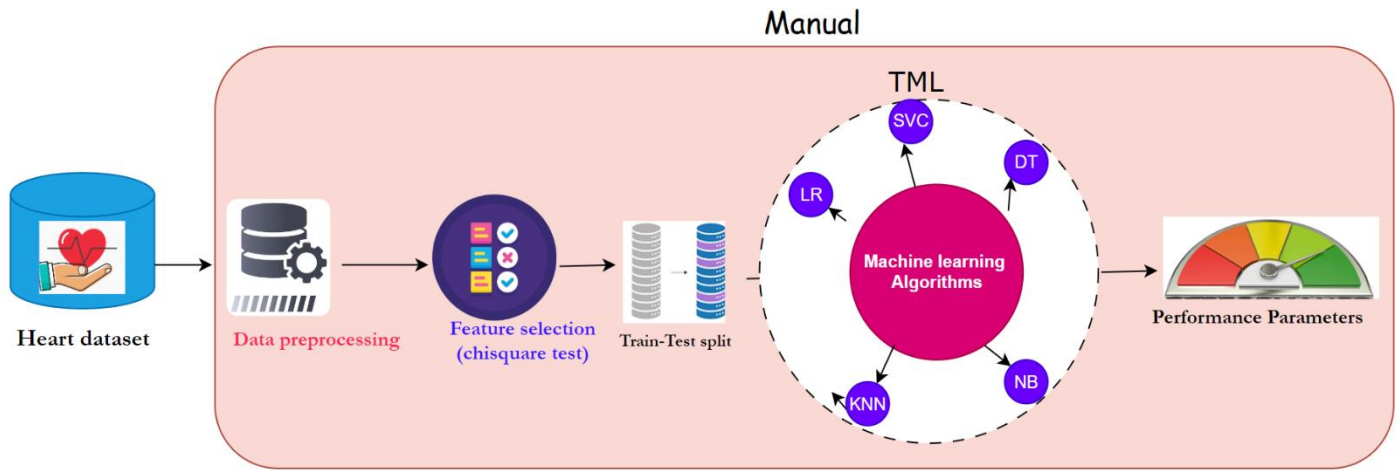 Manual
TML
SVC
DT
LR
Machine learning
Algorithms
KNN
NB
Heart dataset
Data preprocessing
Feature selection
(chisquare test)
Train-Test split
Performance Parameters